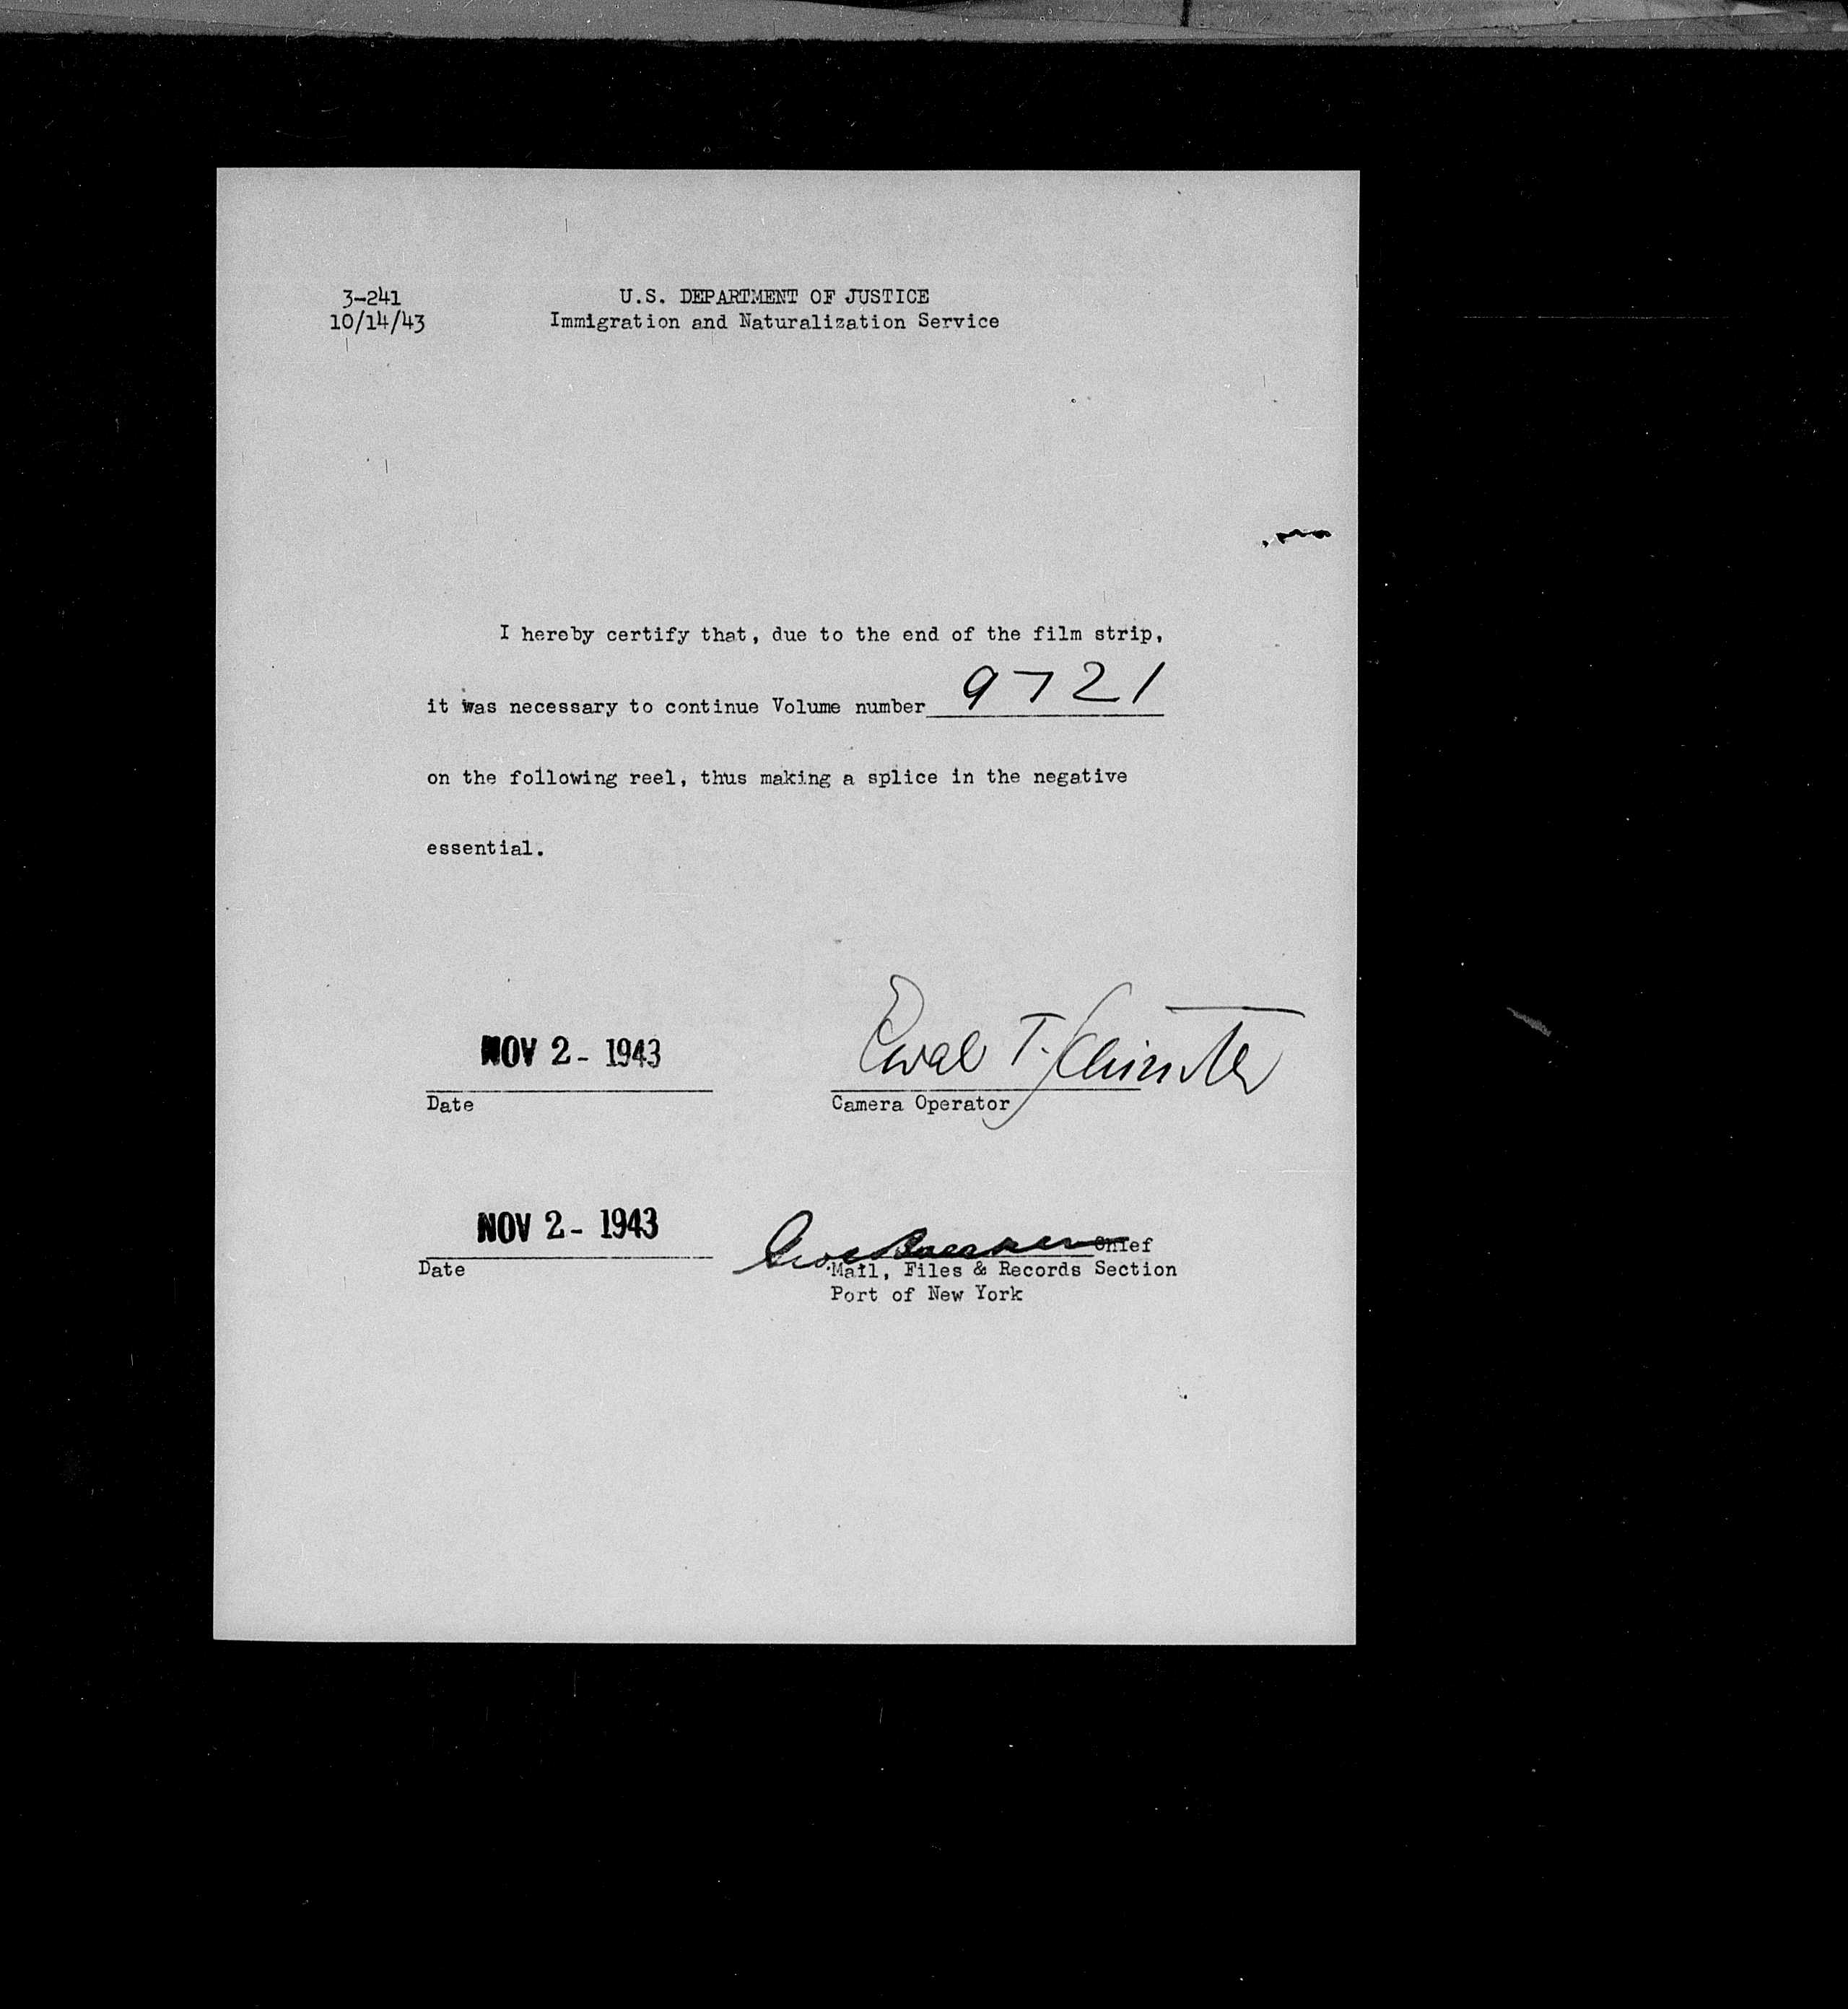 3-241
10/14/43
U.S. DEPARTMENT OF JUSTICE
Immigration and Naturalization Service
I hereby certify that, due to the end of the film strip,
it was necessary to continue Volume number 9721
on the following reel, thus making a splice in the negative
essential.
NOV 2 - 1943
Date
T.
Camera Operator
NOV 2 - 1943
Date
Chief
Mail, Files & Records Section
Port of New York